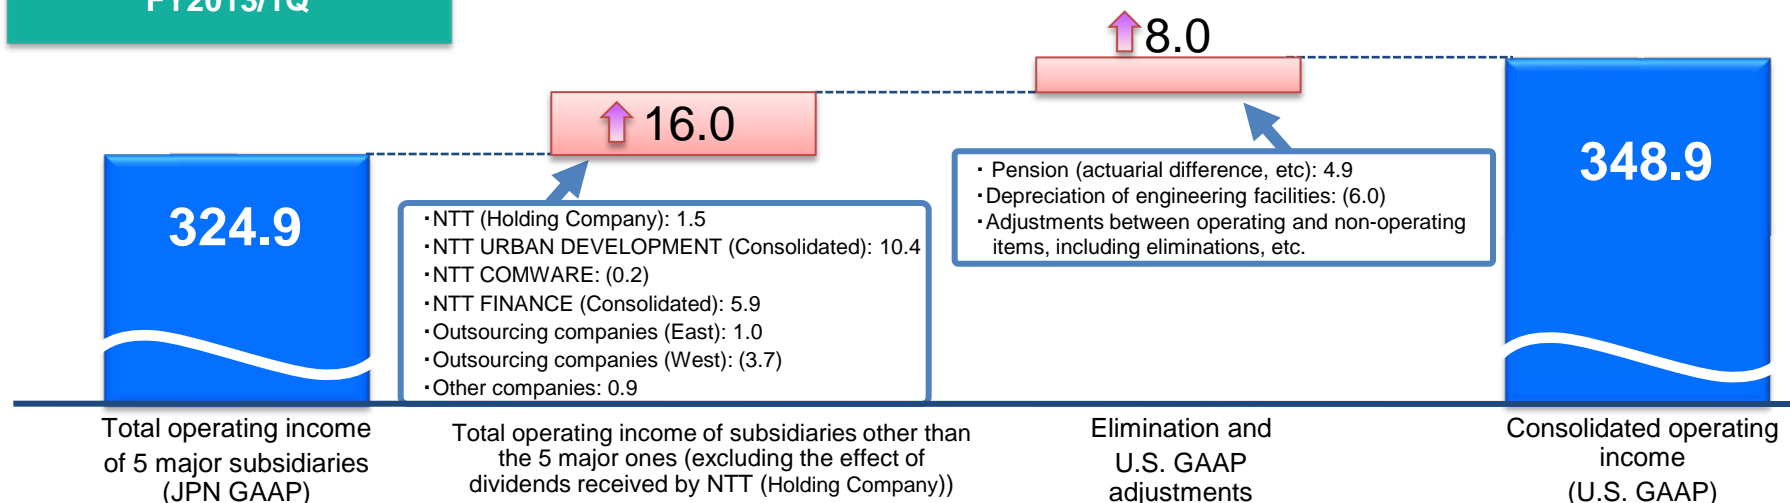 FY2013/1Q
8.0
16.0
324.9
348.9
・NTT (Holding Company): 1.5
・NTT URBAN DEVELOPMENT (Consolidated): 10.4
・NTT COMWARE: (0.2)
・NTT FINANCE (Consolidated): 5.9
・Outsourcing companies (East): 1.0
・Outsourcing companies (West): (3.7)
・Other companies: 0.9
・ Pension (actuarial difference, etc): 4.9
・Depreciation of engineering facilities: (6.0)
・Adjustments between operating and non-operating
items, including eliminations, etc.
Total operating income
of 5 major subsidiaries
(JPN GAAP)
Total operating income of subsidiaries other than
the 5 major ones (excluding the effect of
dividends received by NTT (Holding Company))
Elimination and
U.S. GAAP
adjustments
Consolidated operating
income
(U.S. GAAP)